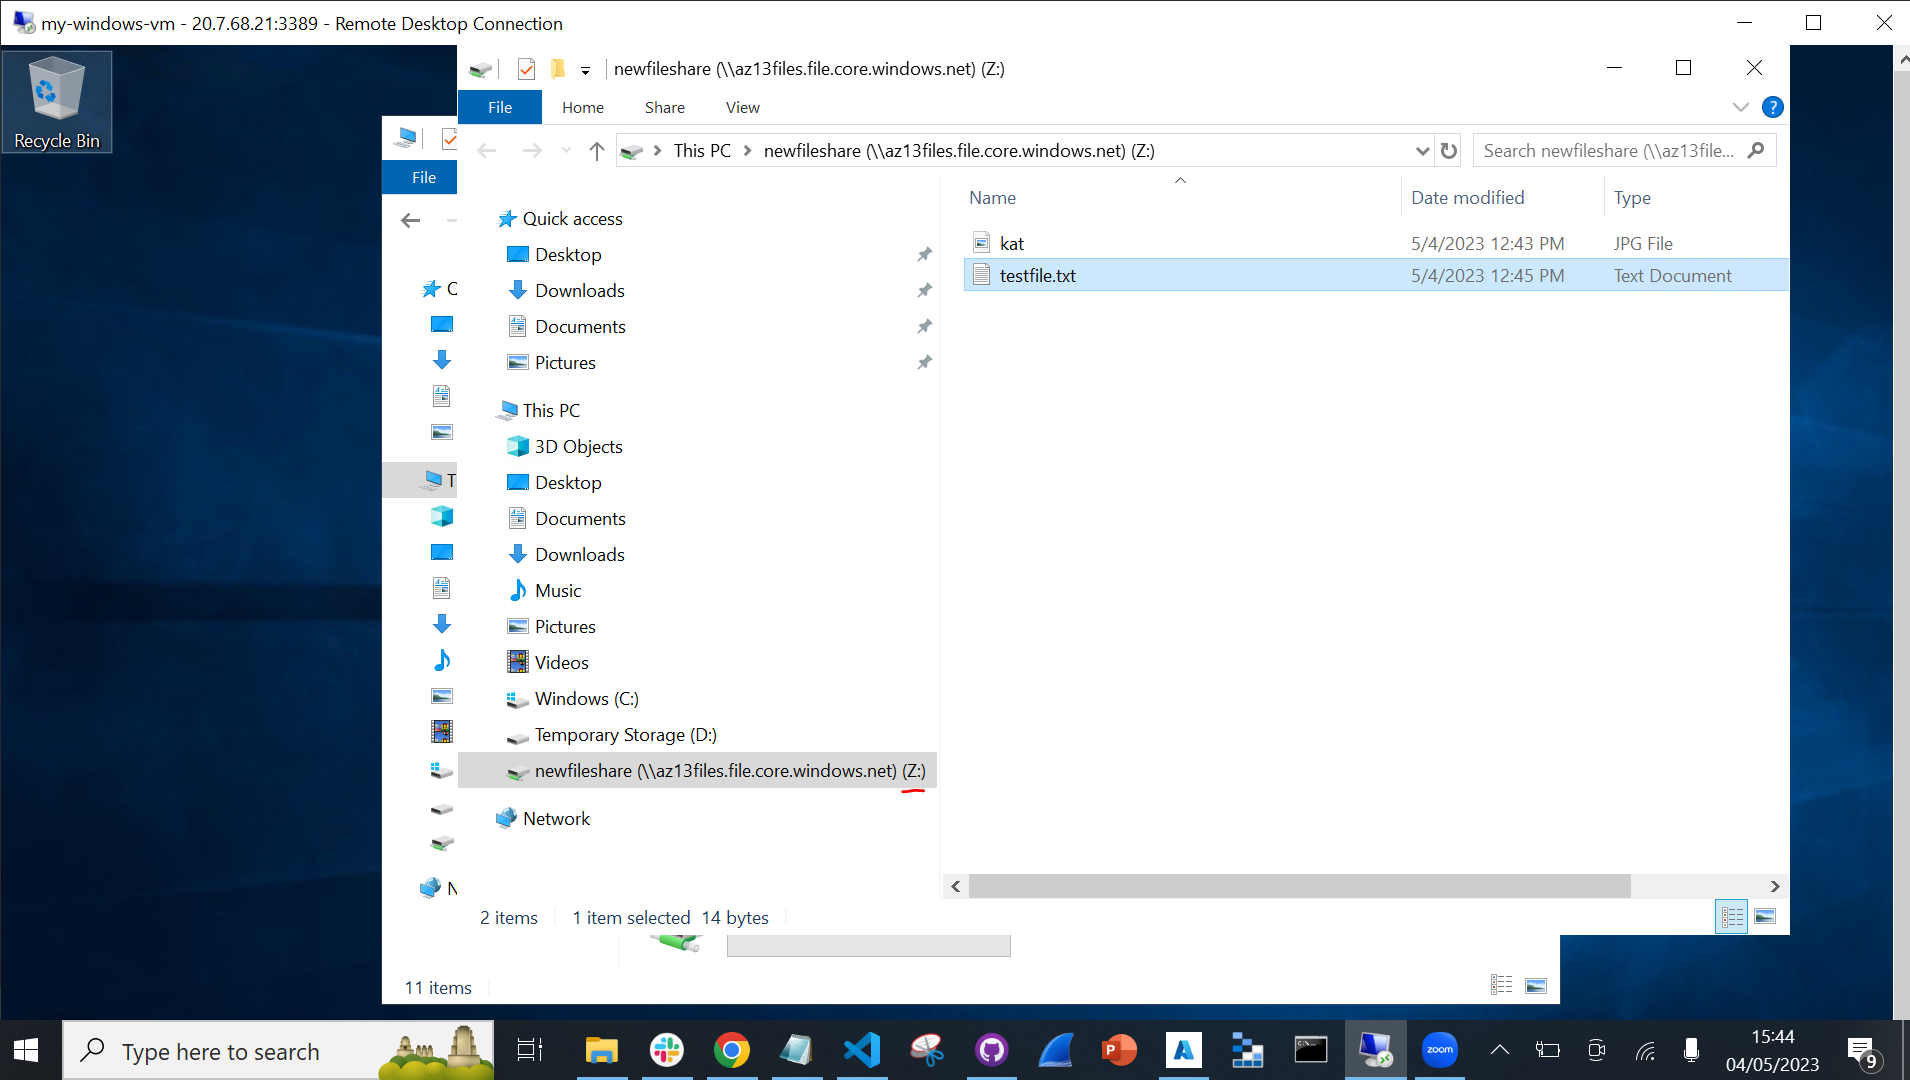 my-windows-vm - 20.7.68.21:3389 - Remote Desktop Connection
Recycle Bin
newfileshare (\\az13files.file.core.windows.net) (Z:)
File Home Share View
?
This PC newfileshare (\\az13files.file.core.windows.net) (Z:)
Search newfileshare (\\az13file...
File
Name Date modified Type
Quick access
Desktop
Downloads
Documents
Pictures
This PC
3D Objects
Desktop
Documents
Downloads
Music
Pictures
Videos
Windows (C:)
Temporary Storage (D:)
newfileshare (\\az13files.file.core.windows.net) (Z:)
Network
kat 5/4/2023 12:43 PM JPG File
testfile.txt 5/4/2023 12:45 PM Text Document
2 items 1 item selected 14 bytes
11 items
Type here to search
zoom
15:44
04/05/2023
9